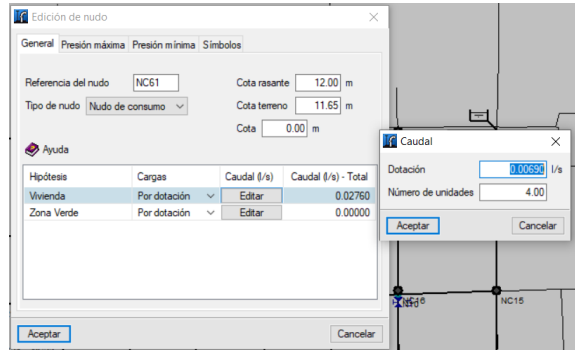 Edición de nudo
General Presión máxima Presión mínima Símbolos
Referencia del nudo NC61 Cota rasante 12.00 m
Tipo de nudo Nudo de consumo Cota terreno 11.65 m
Cota 0.00 m
Ayuda
Hipótesis Cargas Caudal (l/s) Caudal (l/s) - Total
Vivienda Por dotación Editar 0.02760
Zona Verde Por dotación Editar 0.00000
Aceptar Cancelar
Caudal
Dotación 0.00690 l/s
Número de unidades 4.00
Aceptar Cancelar
NC15